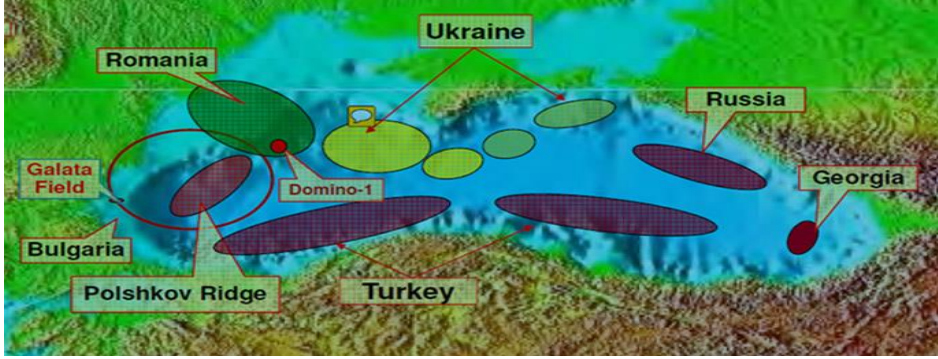 Ukraine
Romania
Russia
Galata
Field
Domino-1
Georgia
Bulgaria
Polshkov Ridge
Turkey